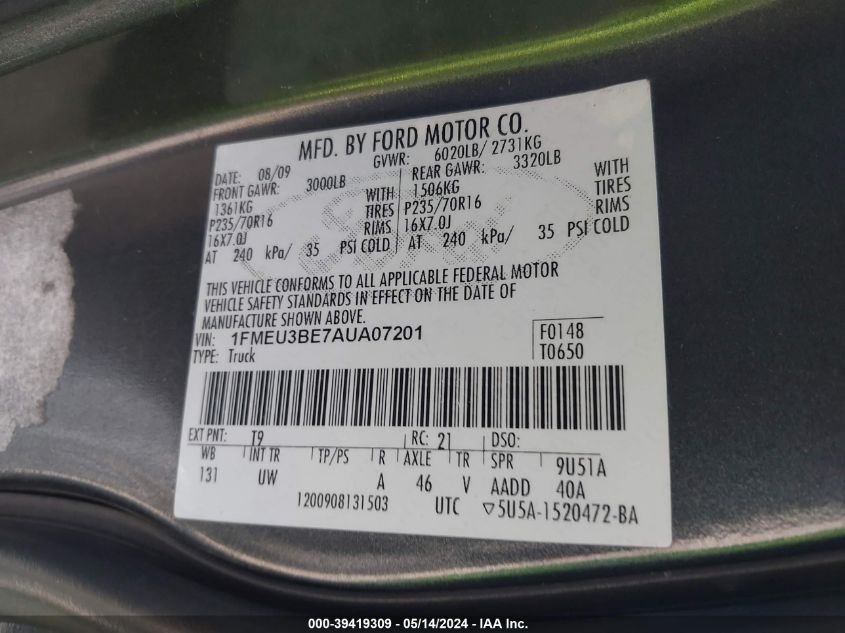 MFD. BY FORD MOTOR CO.
DATE: 08/09 GVWR: 6020LB/ 2731KG
FRONT GAWR: 3000LB REAR GAWR: 3320LB
1361KG WITH 1506KG WITH
P235/70R16 TIRES P235/70R16 TIRES
16X7.0J RIMS 16X7.0J RIMS
AT 240 kPa/ 35 PSI COLD AT 240 kPa/ 35 PSI COLD
THIS VEHICLE CONFORMS TO ALL APPLICABLE FEDERAL MOTOR
VEHICLE SAFETY STANDARDS IN EFFECT ON THE DATE OF
MANUFACTURE SHOWN ABOVE.
VIN: 1FMEU3BE7AUA07201 F0148
TYPE: Truck T0650
EXT PNT: T9 RC: 21 DSO:
WB INT TR TP/PS R AXLE TR SPR 9U51A
131 UW A 46 V AADD 40A
1200908131503 UTC ▽5U5A-1520472-BA
000-39419309 - 05/14/2024 - IAA Inc.